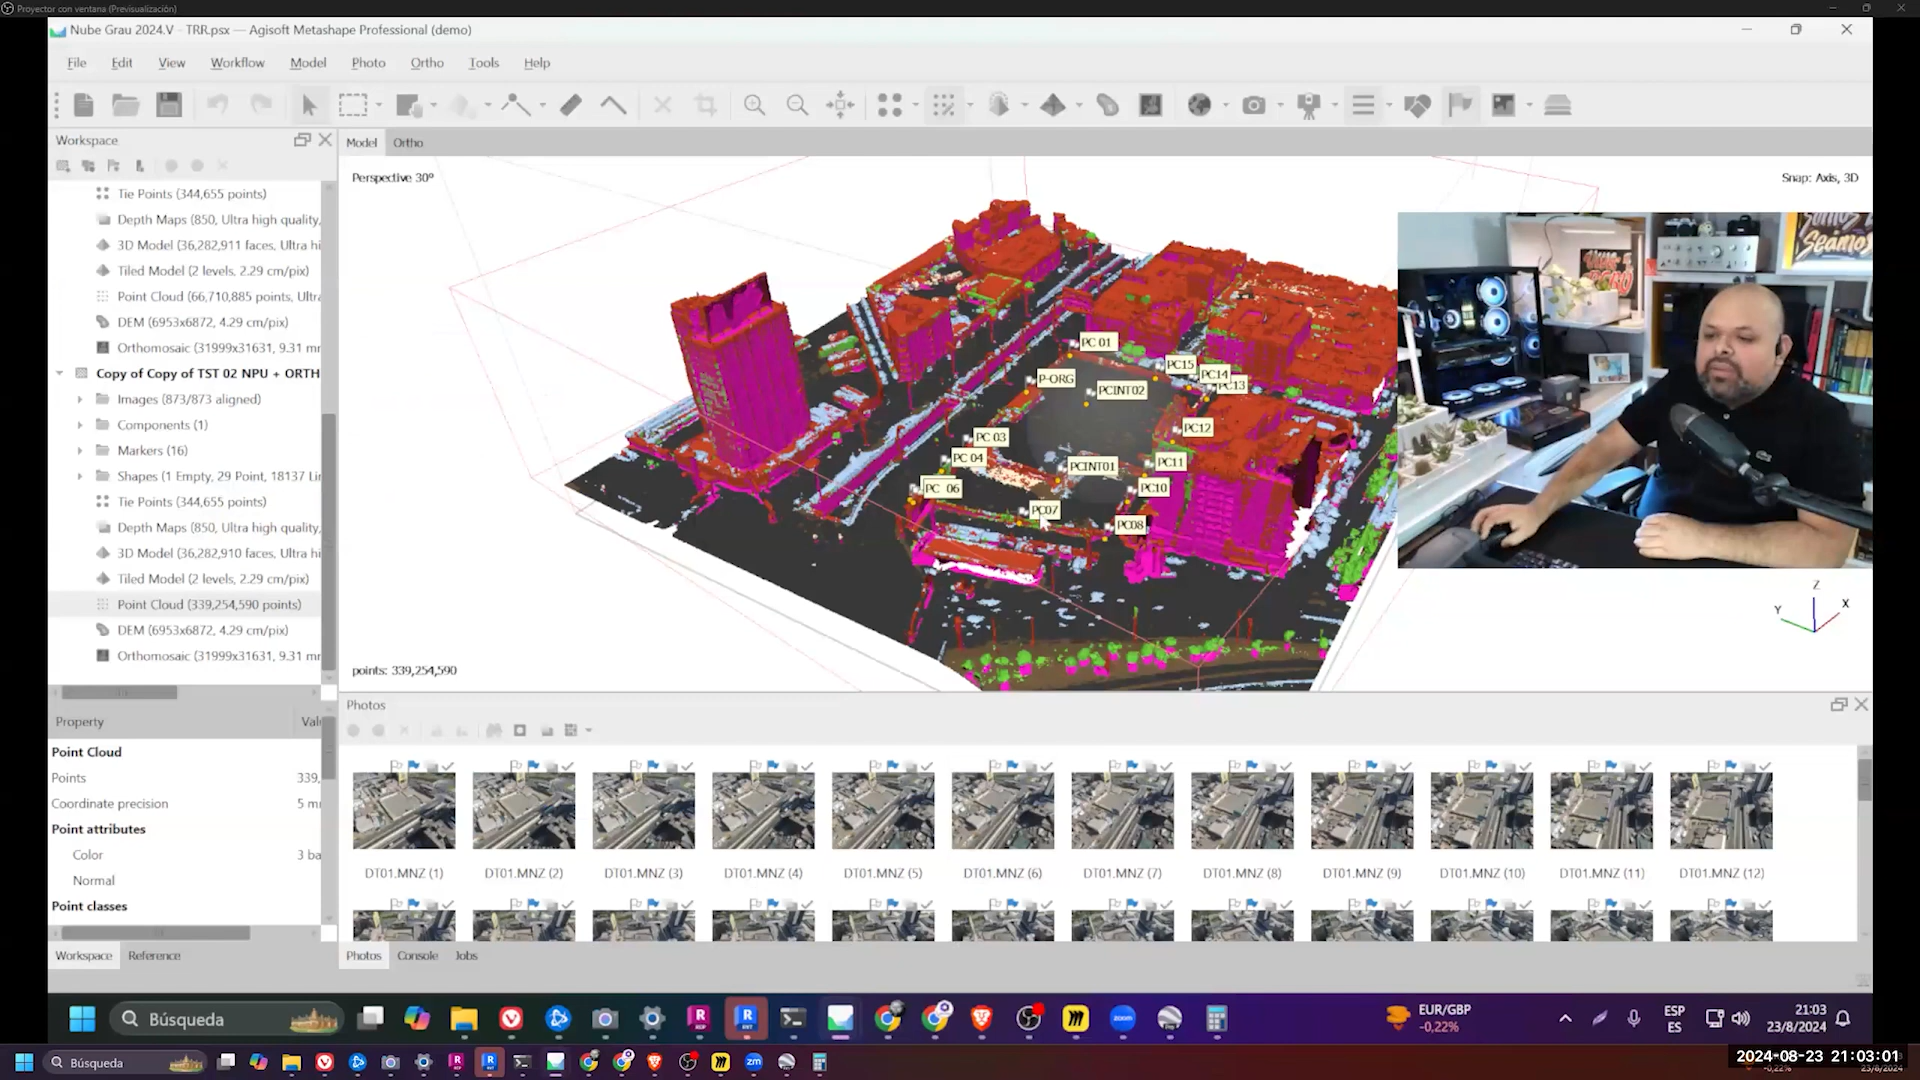 Proyector con ventana (Previsualización)
Nube Grau 2024.V - TRR.psx — Agisoft Metashape Professional (demo)
File Edit View Workflow Model Photo Ortho Tools Help
Workspace
Model Ortho
Perspective 30°
Snap: Axis, 3D
Tie Points (344,655 points)
Depth Maps (850, Ultra high quality,
3D Model (36,282,911 faces, Ultra hi
Tiled Model (2 levels, 2.29 cm/pix)
Point Cloud (66,710,885 points, Ultra
DEM (6953x6872, 4.29 cm/pix)
Orthomosaic (31999x31631, 9.31 mr
Copy of Copy of TST 02 NPU + ORTH
Images (873/873 aligned)
Components (1)
Markers (16)
Shapes (1 Empty, 29 Point, 18137 Li
Tie Points (344,655 points)
Depth Maps (850, Ultra high quality,
3D Model (36,282,910 faces, Ultra hi
Tiled Model (2 levels, 2.29 cm/pix)
Point Cloud (339,254,590 points)
DEM (6953x6872, 4.29 cm/pix)
Orthomosaic (31999x31631, 9.31 mr
PC 01
PC15
PC14
PC13
P-ORG
PCINT02
PC12
PC 03
PC 04
PCINT01
PC11
PC 06
PC10
PC07
PC08
Z
Y X
points: 339,254,590
Property Valu
Point Cloud
Points 339,
Coordinate precision 5 m
Point attributes
Color 3 ba
Normal
Point classes
Workspace Reference
Photos
DT01.MNZ (1) DT01.MNZ (2) DT01.MNZ (3) DT01.MNZ (4) DT01.MNZ (5) DT01.MNZ (6) DT01.MNZ (7) DT01.MNZ (8) DT01.MNZ (9) DT01.MNZ (10) DT01.MNZ (11) DT01.MNZ (12)
Photos Console Jobs
Búsqueda
zoom
EUR/GBP
-0,22%
ESP
ES
21:03
23/8/2024
Búsqueda
zm
2024-08-23 21:03:01
-0,22%
23/8/2024